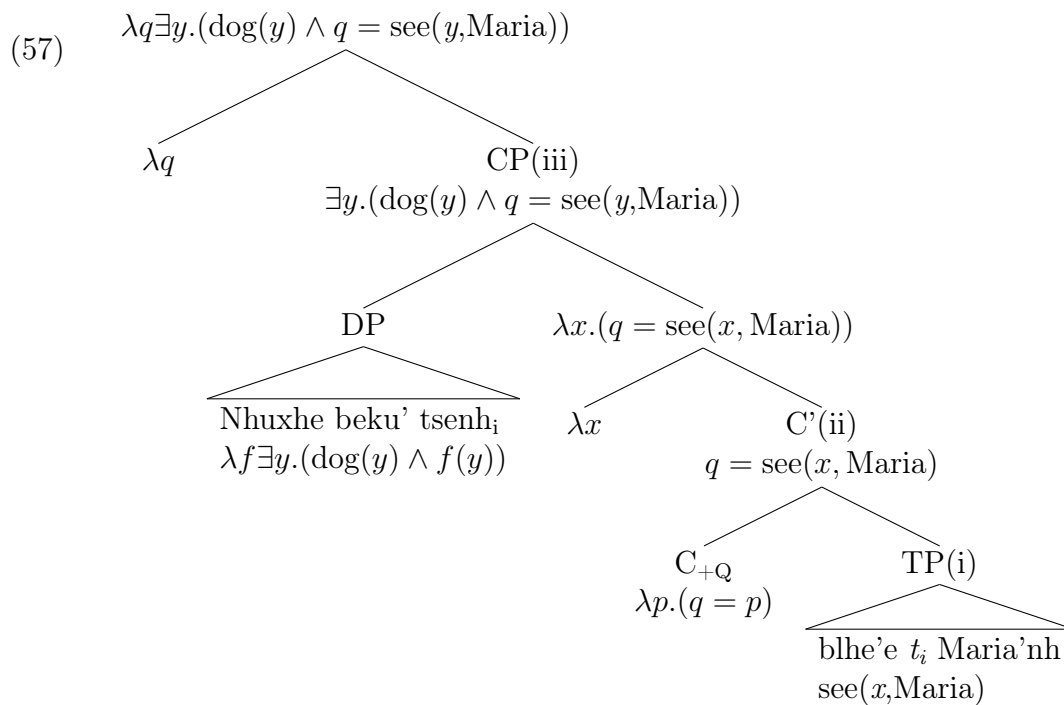 (57)
λq∃y.(dog(y) ∧ q = see(y,Maria))
λq
CP(iii)
∃y.(dog(y) ∧ q = see(y,Maria))
DP
λx.(q = see(x, Maria))
Nhuxhe beku' tsenhᵢ
λf∃y.(dog(y) ∧ f(y))
λx
C'(ii)
q = see(x, Maria)
C₊Q
λp.(q = p)
TP(i)
blhe'e tᵢ Maria'nh
see(x,Maria)